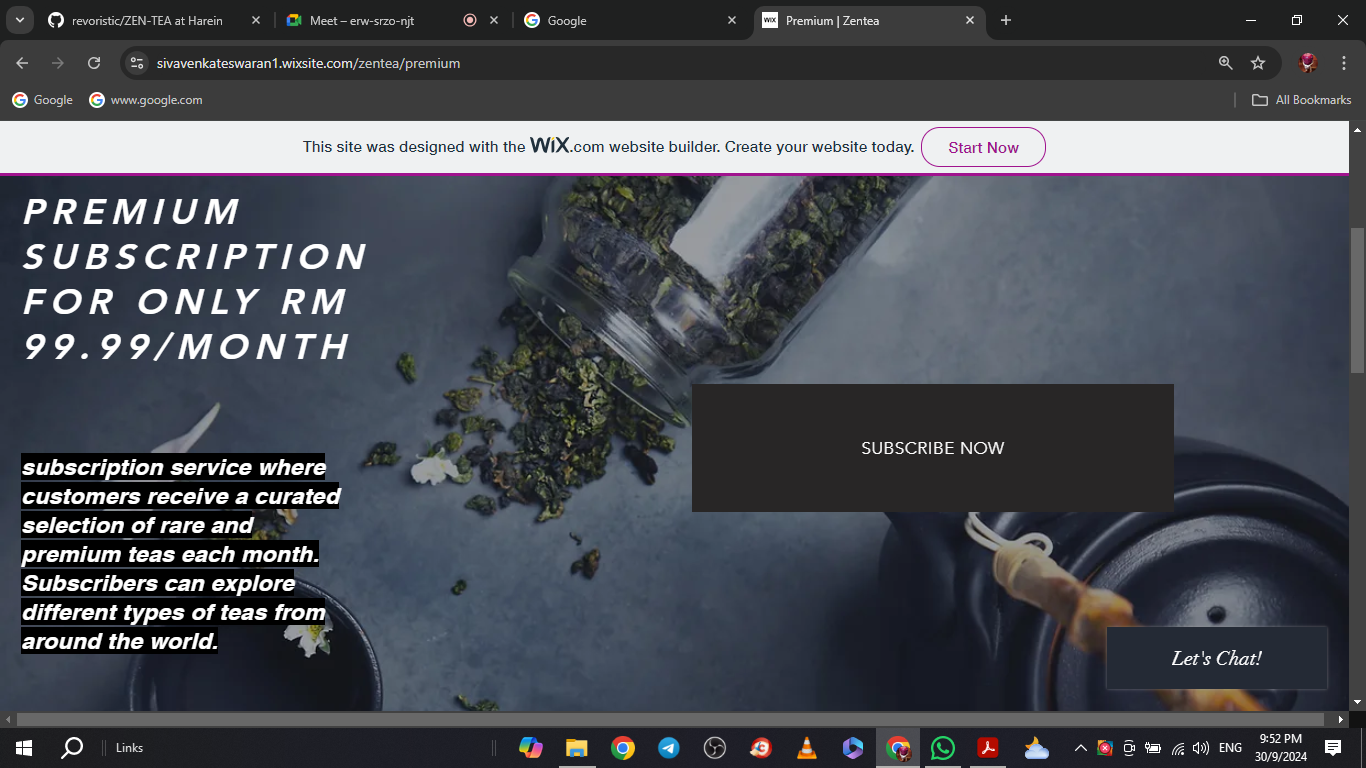 revoristic/ZEN-TEA at Harein
Meet – erw-srzo-njt
Google
WIX
Premium | Zentea
sivavenkateswaran1.wixsite.com/zentea/premium
Google
www.google.com
All Bookmarks
This site was designed with the WiX.com website builder. Create your website today.
Start Now
PREMIUM
SUBSCRIPTION
FOR ONLY RM
99.99/MONTH
SUBSCRIBE NOW
subscription service where
customers receive a curated
selection of rare and
premium teas each month.
Subscribers can explore
different types of teas from
around the world.
Let's Chat!
Links
ENG
9:52 PM
30/9/2024